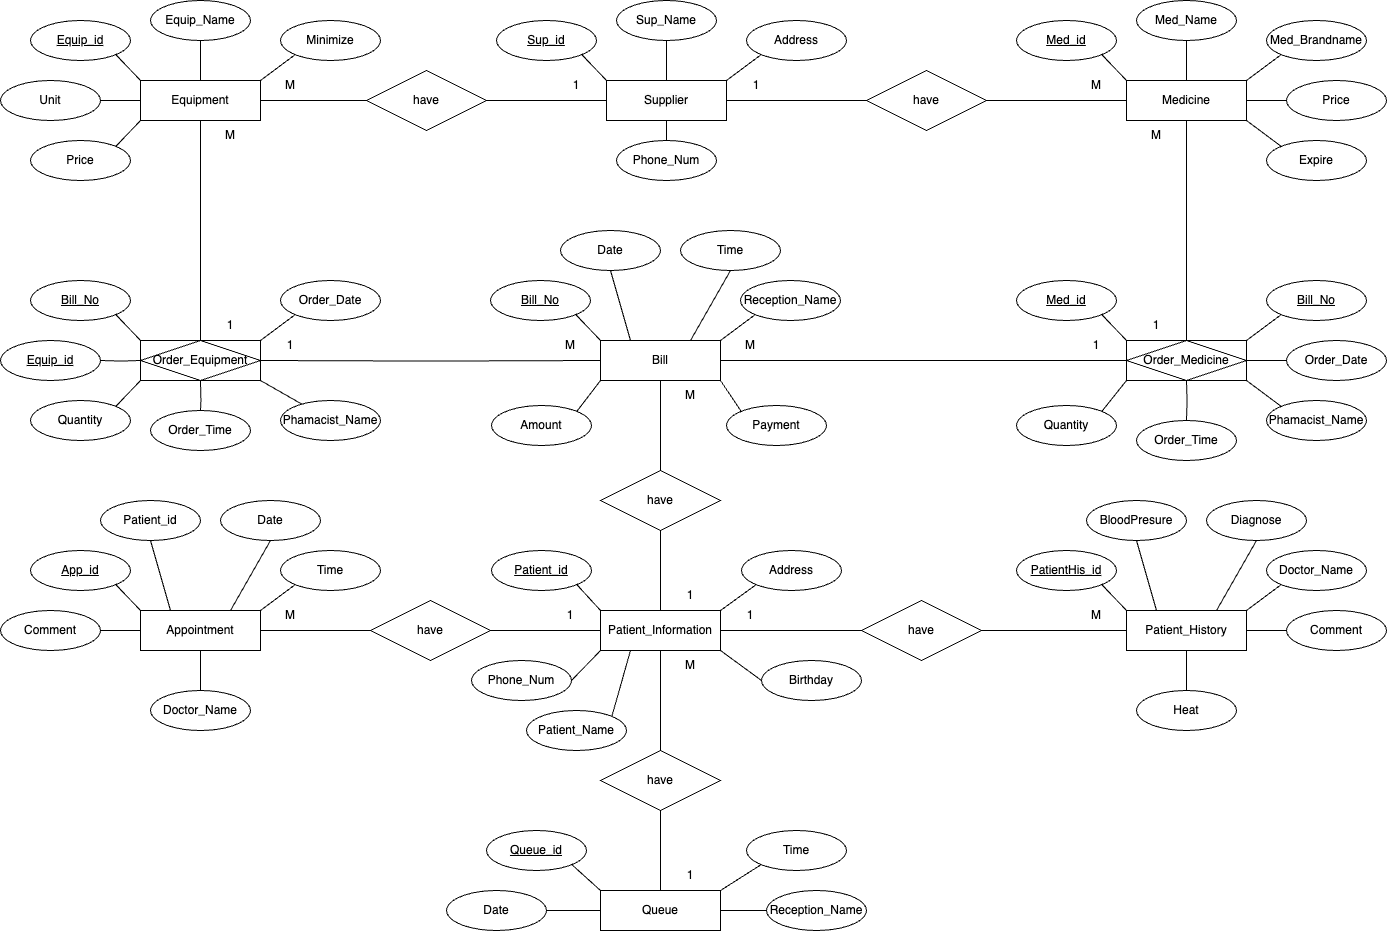 Equip_Name
Sup_Name
Med_Name
Equip_id
Minimize
Sup_id
Address
Med_id
Med_Brandname
M
1
1
M
Unit
Equipment
have
Supplier
have
Medicine
Price
M
M
Price
Phone_Num
Expire
Date
Time
Bill_No
Order_Date
Bill_No
Reception_Name
Med_id
Bill_No
1
1
1
M
M
1
Equip_id
Order_Equipment
Bill
Order_Medicine
Order_Date
M
Quantity
Phamacist_Name
Amount
Payment
Quantity
Phamacist_Name
Order_Time
Order_Time
have
Patient_id
Date
BloodPresure
Diagnose
App_id
Time
Patient_id
Address
PatientHis_id
Doctor_Name
1
M
1
1
M
Comment
Appointment
have
Patient_Information
have
Patient_History
Comment
M
Phone_Num
Birthday
Doctor_Name
Patient_Name
Heat
have
Queue_id
Time
1
Date
Queue
Reception_Name